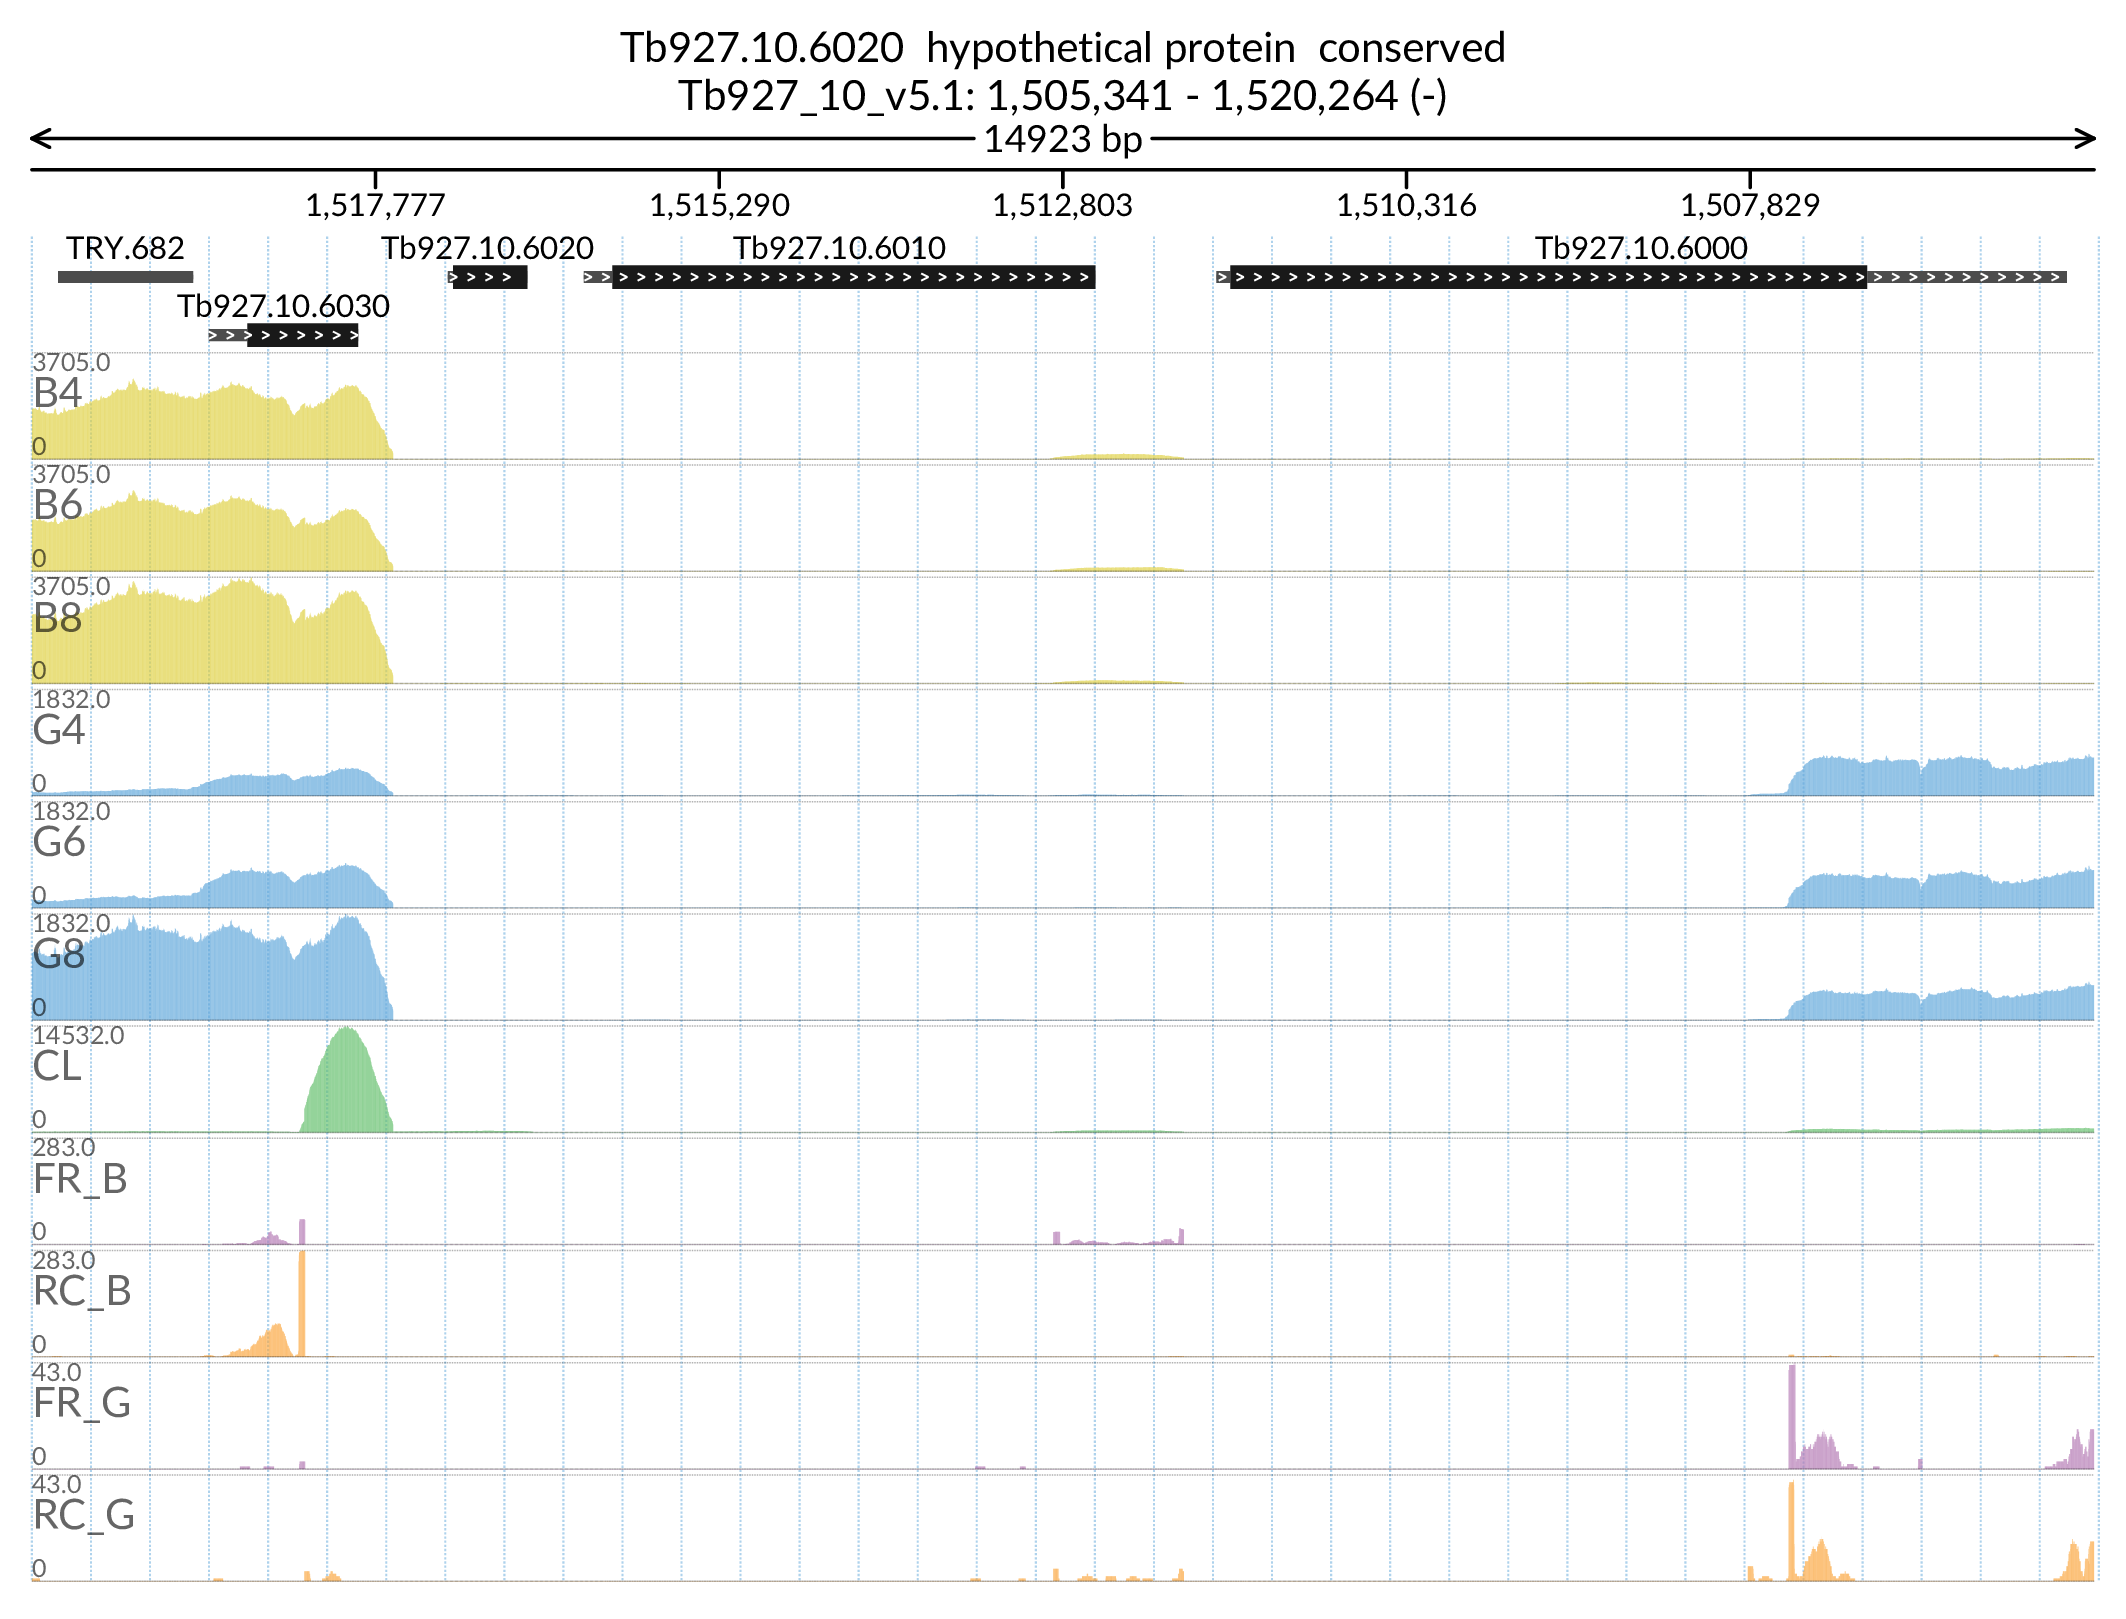 Tb927.10.6020  hypothetical protein  conserved
Tb927_10_v5.1: 1,505,341 - 1,520,264 (-)
14923 bp
1,517,777 1,515,290 1,512,803 1,510,316 1,507,829
TRY.682 Tb927.10.6020 Tb927.10.6010 Tb927.10.6000
Tb927.10.6030
3705.0
B4
0
3705.0
B6
0
3705.0
B8
0
1832.0
G4
0
1832.0
G6
0
1832.0
G8
0
14532.0
CL
0
283.0
FR_B
0
283.0
RC_B
0
43.0
FR_G
0
43.0
RC_G
0